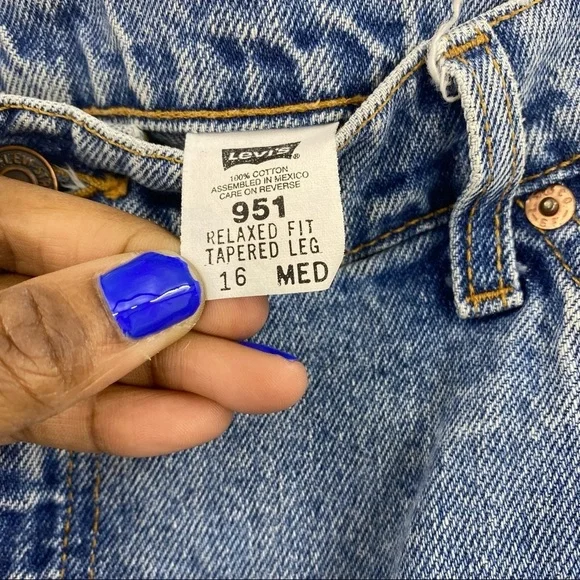 Levi's
®
100% COTTON
ASSEMBLED IN MEXICO
CARE ON REVERSE
951
RELAXED FIT
TAPERED LEG
16 MED